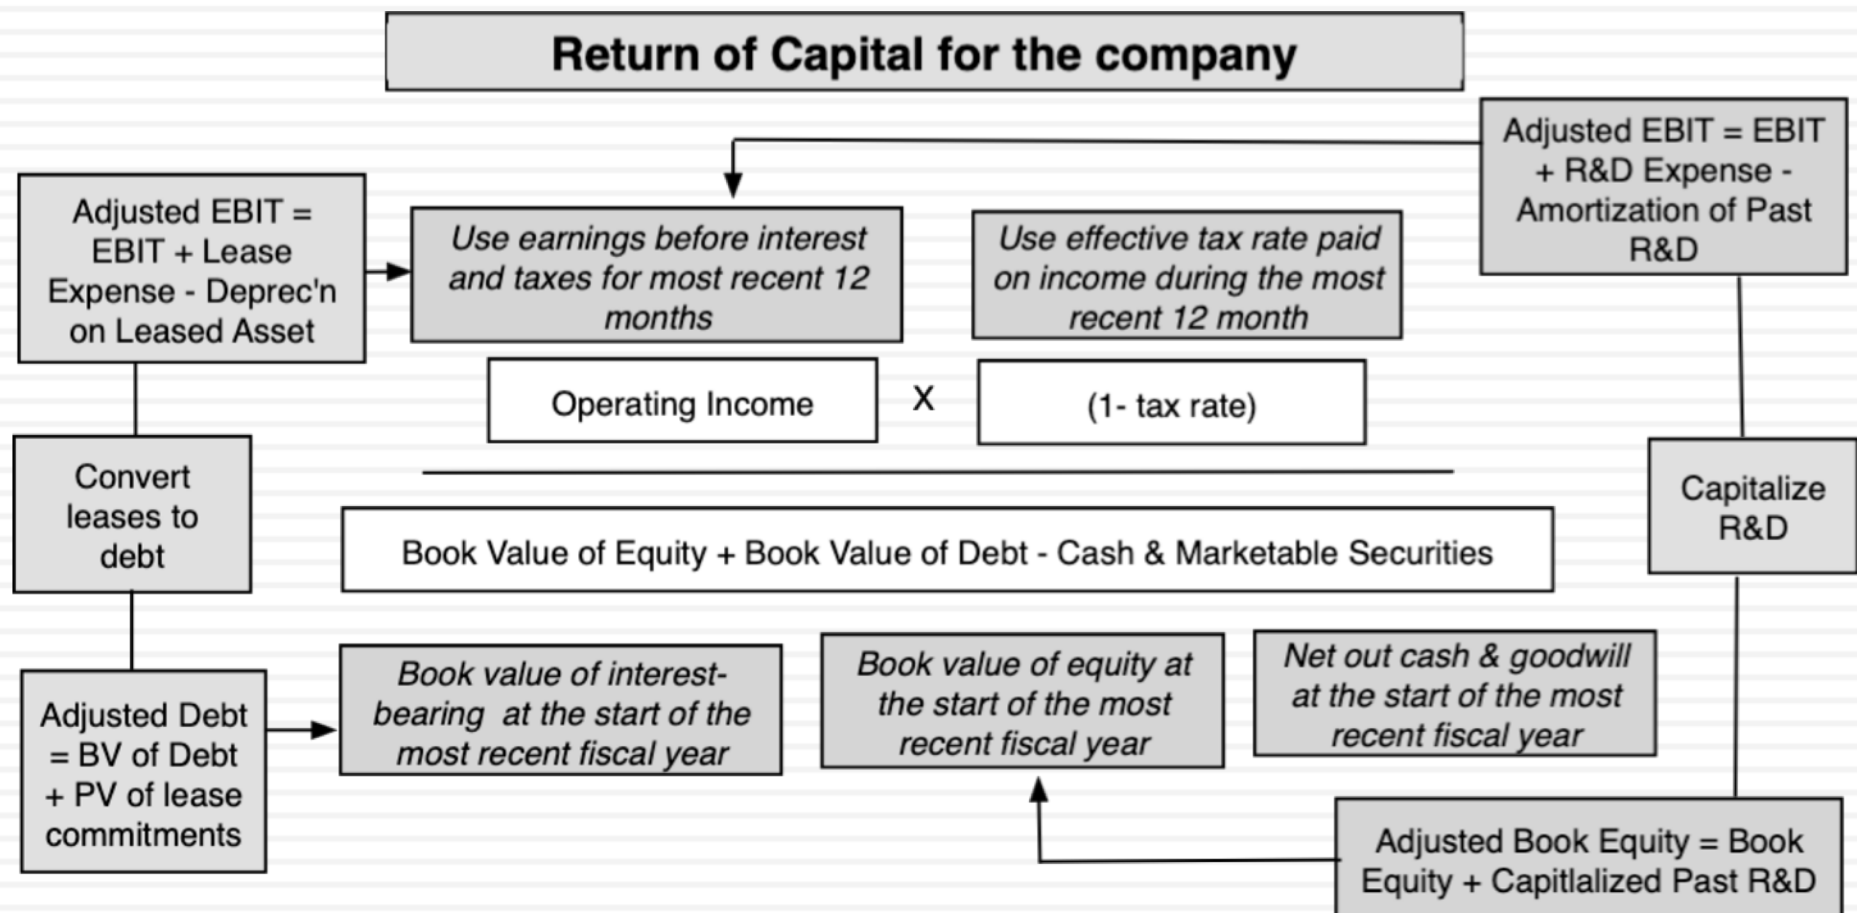 Return of Capital for the company
Adjusted EBIT = EBIT
+ R&D Expense -
Amortization of Past
R&D
Adjusted EBIT =
EBIT + Lease
Expense - Deprec'n
on Leased Asset
Use earnings before interest
and taxes for most recent 12
months
Use effective tax rate paid
on income during the most
recent 12 month
Operating Income
X
(1- tax rate)
Convert
leases to
debt
Capitalize
R&D
Book Value of Equity + Book Value of Debt - Cash & Marketable Securities
Adjusted Debt
= BV of Debt
+ PV of lease
commitments
Book value of interest-
bearing at the start of the
most recent fiscal year
Book value of equity at
the start of the most
recent fiscal year
Net out cash & goodwill
at the start of the most
recent fiscal year
Adjusted Book Equity = Book
Equity + Capitlalized Past R&D